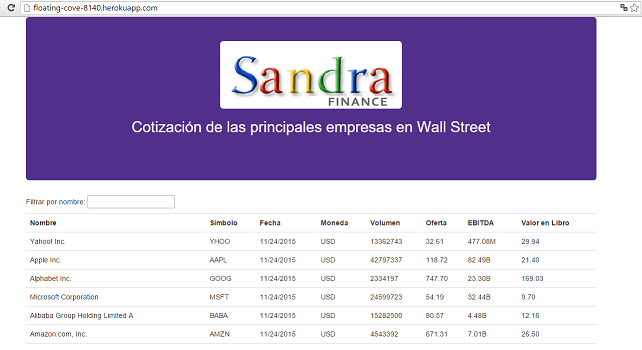 floating-cove-8140.herokuapp.com
Sandra
FINANCE
Cotización de las principales empresas en Wall Street
Filtrar por nombre:
Nombre Símbolo Fecha Moneda Volumen Oferta EBITDA Valor en Libro
Yahoo! Inc. YHOO 11/24/2015 USD 13362743 32.61 477.08M 29.94
Apple Inc. AAPL 11/24/2015 USD 42797337 118.72 82.49B 21.40
Alphabet Inc. GOOG 11/24/2015 USD 2334197 747.70 23.30B 169.03
Microsoft Corporation MSFT 11/24/2015 USD 24599723 54.19 32.44B 9.70
Alibaba Group Holding Limited A BABA 11/24/2015 USD 15282500 80.57 4.48B 12.16
Amazon.com, Inc. AMZN 11/24/2015 USD 4543392 671.31 7.01B 26.50